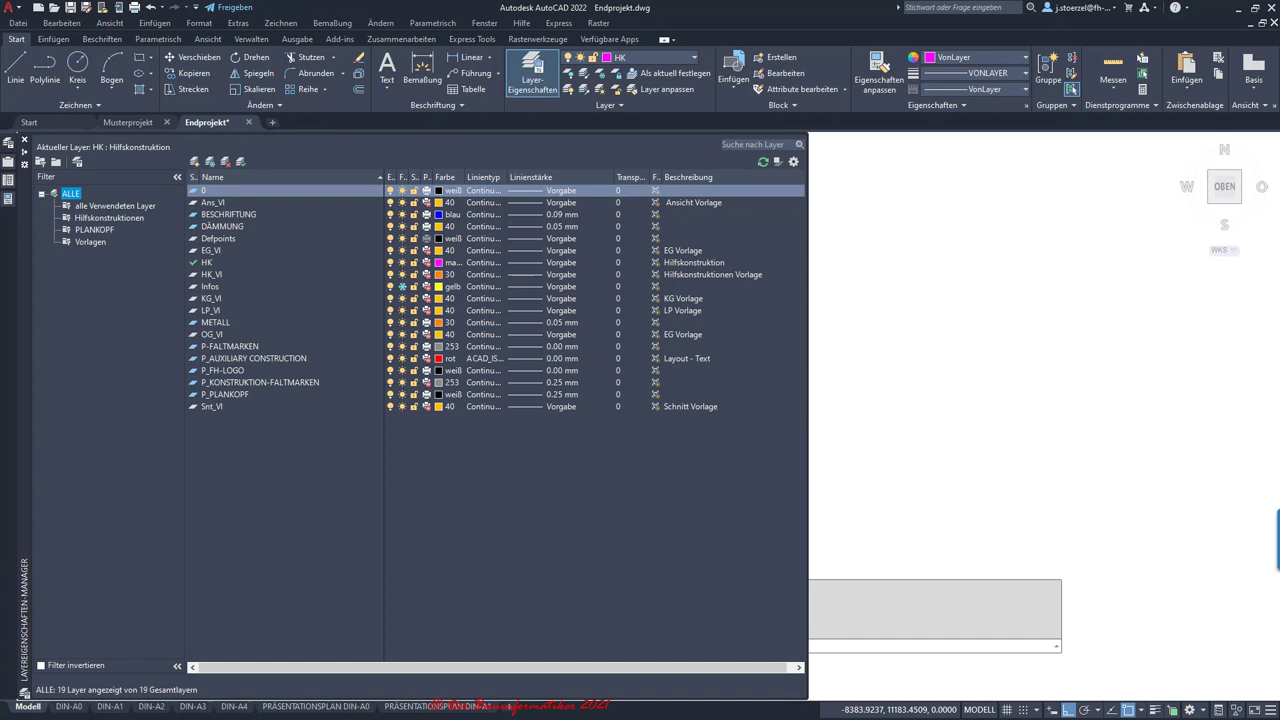 Freigeben Autodesk AutoCAD 2022 Endprojekt.dwg Stichwort oder Frage eingeben j.stoerzel@fh-...
Datei Bearbeiten Ansicht Einfügen Format Extras Zeichnen Bemaßung Ändern Parametrisch Fenster Express Raster
Start Einfügen Beschriften Parametrisch Ansicht Verwalten Ausgabe Add-ins Zusammenarbeiten Express Tools Rasterwerkzeuge Verfügbare Apps
Linie Polylinie Kreis Bogen
Verschieben Drehen Stutzen
Kopieren Spiegeln Abrunden
Strecken Skalieren Reihe
Text Bemaßung
Linear
Führung
Tabelle
Layer-Eigenschaften
HK
Als aktuell festlegen
Layer anpassen
Einfügen
Erstellen
Bearbeiten
Attribute bearbeiten
Eigenschaften anpassen
VonLayer
VONLAYER
VonLayer
Gruppe Messen Einfügen Basis
Zeichnen Ändern Beschriftung Layer Block Eigenschaften Gruppen Dienstprogramme Zwischenablage Ansicht
Start Musterprojekt Endprojekt*
Aktueller Layer: HK : Hilfskonstruktion Suche nach Layer
Filter
ALLE
alle Verwendeten Layer
Hilfskonstruktionen
PLANKOPF
Vorlagen
S.. Name E. F. S.. P.. Farbe Linientyp Linienstärke Transp... F.. Beschreibung
0 weiß Continu... Vorgabe 0
Ans_VI 40 Continu... Vorgabe 0 Ansicht Vorlage
BESCHRIFTUNG blau Continu... 0.09 mm 0
DÄMMUNG 40 Continu... 0.05 mm 0
Defpoints weiß Continu... Vorgabe 0
EG_VI 40 Continu... Vorgabe 0 EG Vorlage
HK ma... Continu... Vorgabe 0 Hilfskonstruktion
HK_VI 30 Continu... Vorgabe 0 Hilfskonstruktionen Vorlage
Infos gelb Continu... Vorgabe 0
KG_VI 40 Continu... Vorgabe 0 KG Vorlage
LP_VI 40 Continu... Vorgabe 0 LP Vorlage
METALL 30 Continu... 0.05 mm 0
OG_VI 40 Continu... Vorgabe 0 EG Vorlage
P-FALTMARKEN 253 Continu... 0.00 mm 0
P_AUXILIARY CONSTRUCTION rot ACAD_IS... 0.00 mm 0 Layout - Text
P_FH-LOGO weiß Continu... 0.00 mm 0
P_KONSTRUKTION-FALTMARKEN 253 Continu... 0.25 mm 0
P_PLANKOPF weiß Continu... 0.25 mm 0
Snt_VI 40 Continu... Vorgabe 0 Schnitt Vorlage
N
W OBEN O
S
WKS
LAYEREIGENSCHAFTEN-MANAGER
Filter invertieren
ALLE: 19 Layer angezeigt von 19 Gesamtlayern
Modell DIN-A0 DIN-A1 DIN-A2 DIN-A3 DIN-A4 PRÄSENTATIONSPLAN DIN-A0
-8383.9237, 11183.4509, 0.0000 MODELL